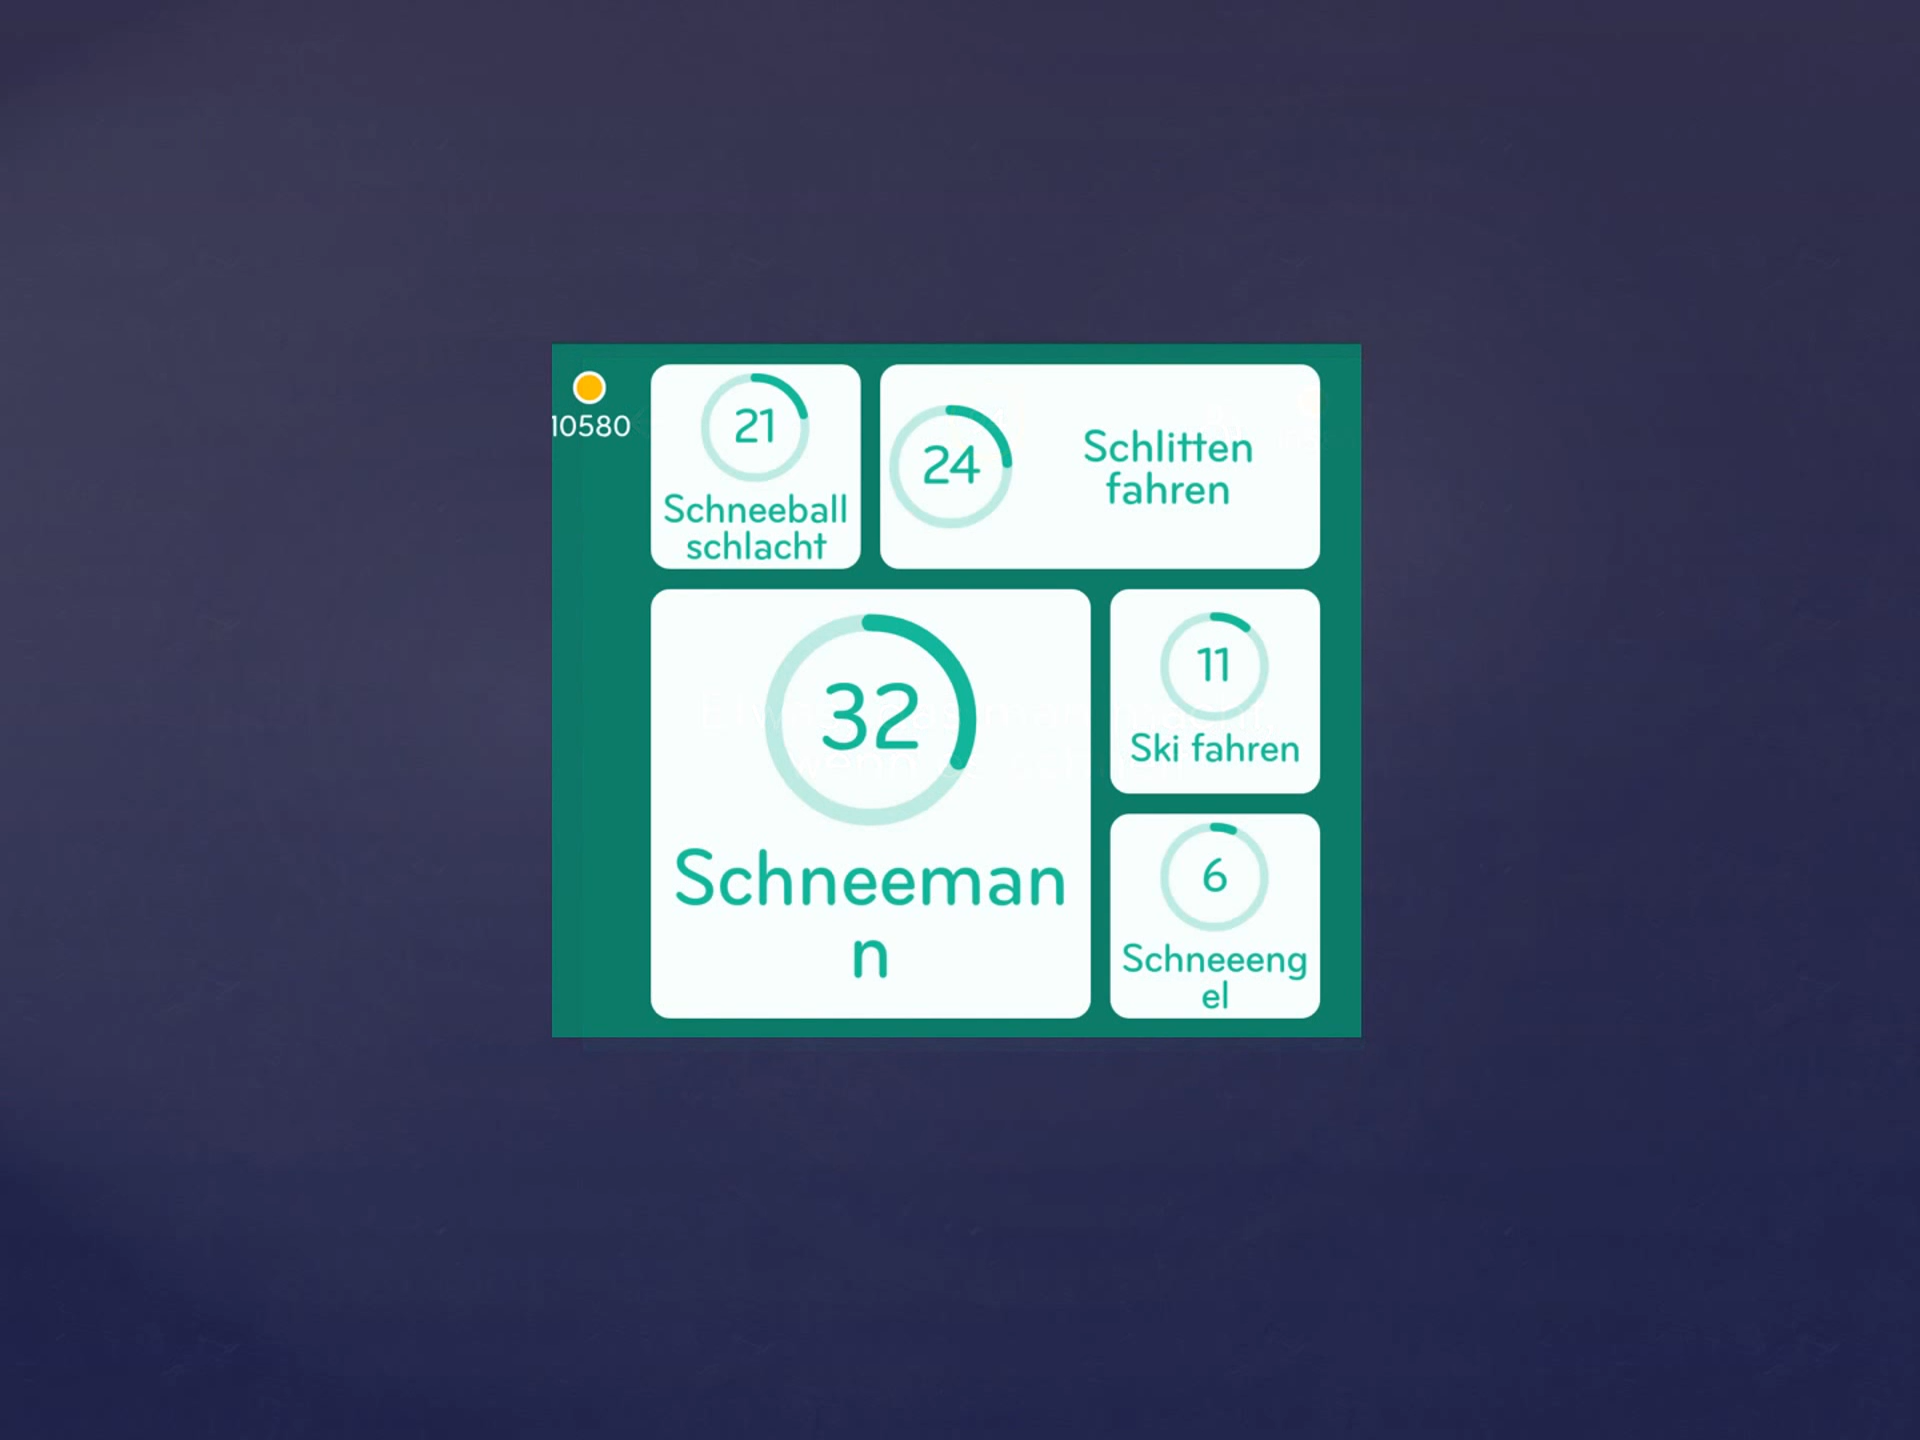 10580
21
Schneeball
schlacht
24
Schlitten
fahren
32
Schneeman
n
11
Ski fahren
6
Schneeeng
el